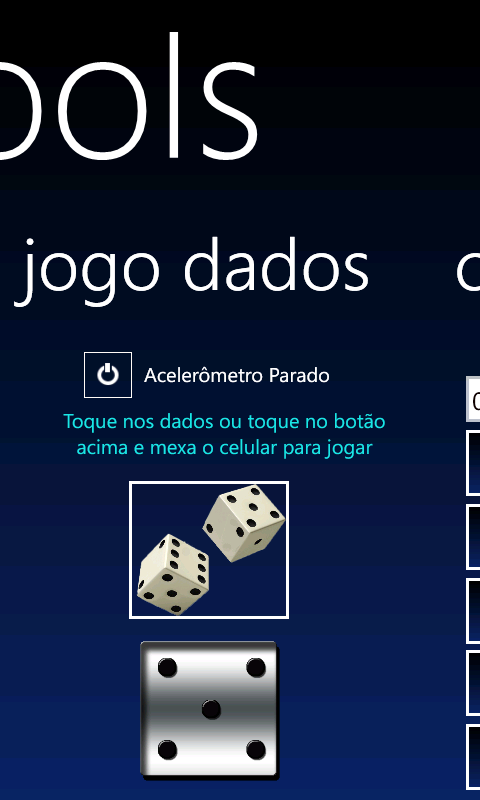 ools
jogo dados
Acelerômetro Parado
Toque nos dados ou toque no botão
acima e mexa o celular para jogar